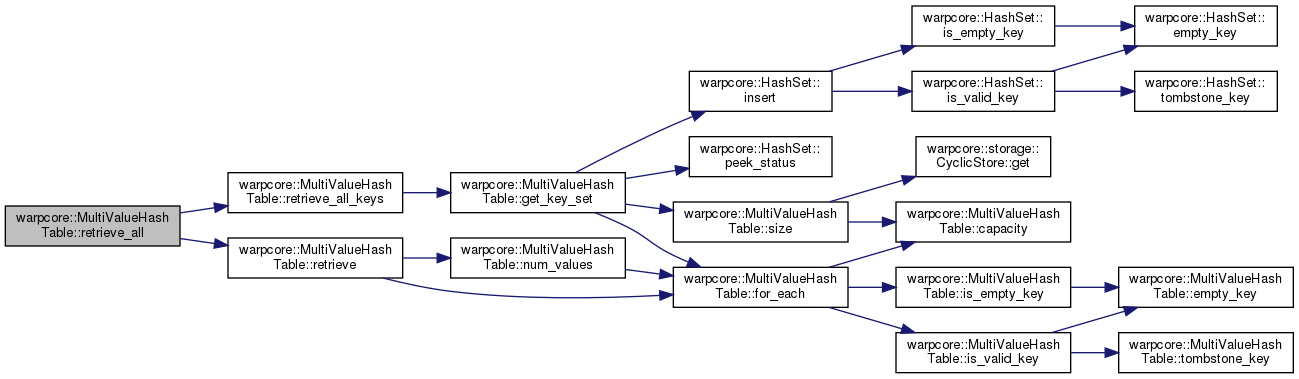 warpcore::MultiValueHash
Table::retrieve_all
warpcore::MultiValueHash
Table::retrieve_all_keys
warpcore::MultiValueHash
Table::retrieve
warpcore::MultiValueHash
Table::get_key_set
warpcore::MultiValueHash
Table::num_values
warpcore::HashSet::
insert
warpcore::HashSet::
peek_status
warpcore::MultiValueHash
Table::size
warpcore::MultiValueHash
Table::for_each
warpcore::HashSet::
is_empty_key
warpcore::HashSet::
is_valid_key
warpcore::storage::
CyclicStore::get
warpcore::MultiValueHash
Table::capacity
warpcore::MultiValueHash
Table::is_empty_key
warpcore::MultiValueHash
Table::is_valid_key
warpcore::HashSet::
empty_key
warpcore::HashSet::
tombstone_key
warpcore::MultiValueHash
Table::empty_key
warpcore::MultiValueHash
Table::tombstone_key